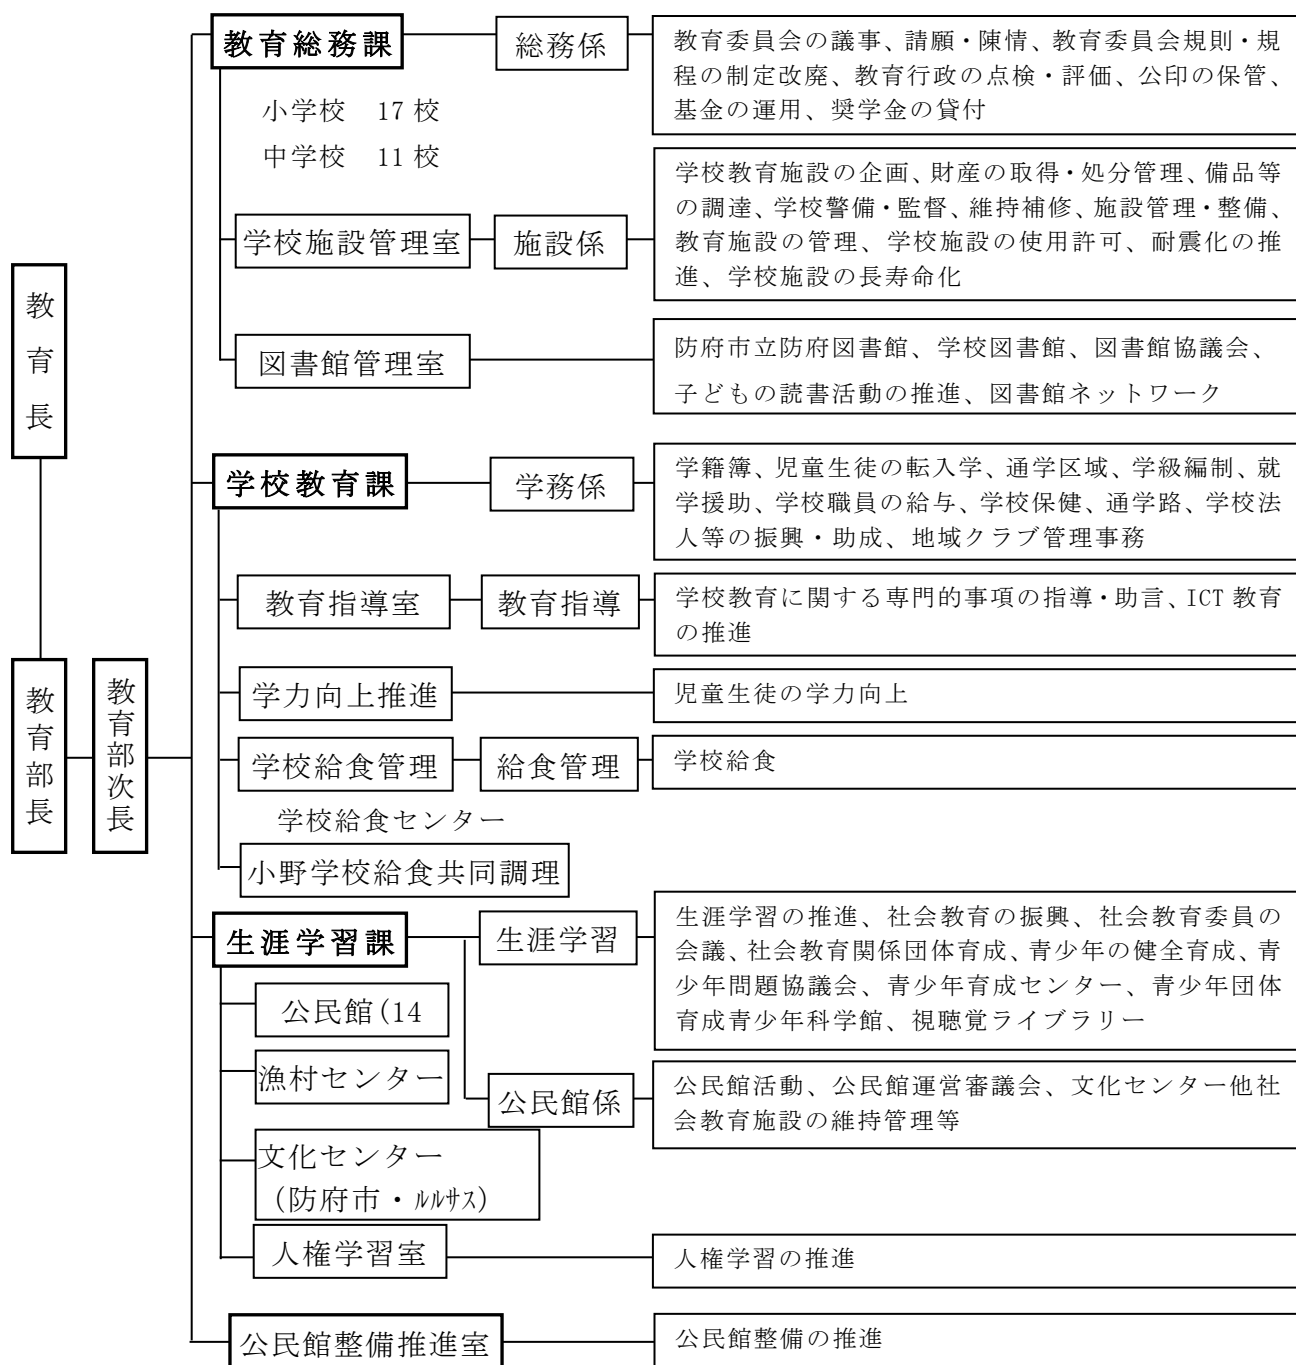 教育長
教育部長
教育部次長
教育総務課
総務係
教育委員会の議事、請願・陳情、教育委員会規則・規
程の制定改廃、教育行政の点検・評価、公印の保管、
基金の運用、奨学金の貸付
小学校 17校
中学校 11校
学校施設管理室
施設係
学校教育施設の企画、財産の取得・処分管理、備品等
の調達、学校警備・監督、維持補修、施設管理・整備、
教育施設の管理、学校施設の使用許可、耐震化の推
進、学校施設の長寿命化
図書館管理室
防府市立防府図書館、学校図書館、図書館協議会、
子どもの読書活動の推進、図書館ネットワーク
学校教育課
学務係
学籍簿、児童生徒の転入学、通学区域、学級編制、就
学援助、学校職員の給与、学校保健、通学路、学校法
人等の振興・助成、地域クラブ管理事務
教育指導室
教育指導
学校教育に関する専門的事項の指導・助言、ICT教育
の推進
学力向上推進
児童生徒の学力向上
学校給食管理
給食管理
学校給食
学校給食センター
小野学校給食共同調理
生涯学習課
生涯学習
生涯学習の推進、社会教育の振興、社会教育委員の
会議、社会教育関係団体育成、青少年の健全育成、青
少年問題協議会、青少年育成センター、青少年団体
育成青少年科学館、視聴覚ライブラリー
公民館(14
漁村センター
公民館係
公民館活動、公民館運営審議会、文化センター他社
会教育施設の維持管理等
文化センター
(防府市・ﾙﾙｻｽ)
人権学習室
人権学習の推進
公民館整備推進室
公民館整備の推進